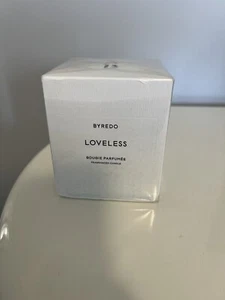 BYREDO
LOVELESS
BOUGIE PARFUMÉE
FRAGRANCED CANDLE